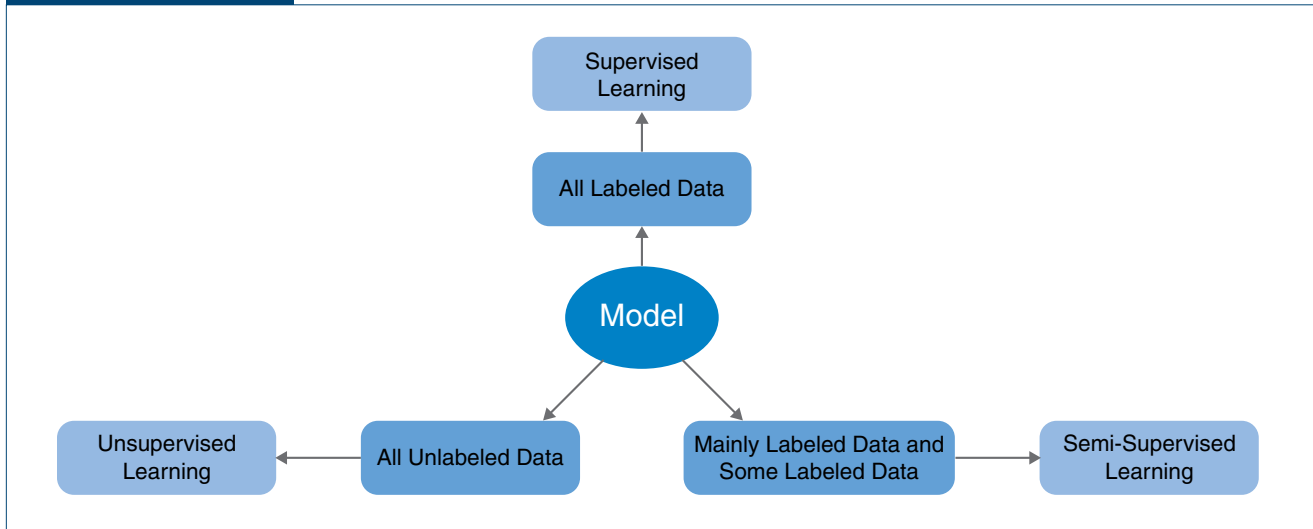 Supervised
Learning
All Labeled Data
Model
Unsupervised
Learning
All Unlabeled Data
Mainly Labeled Data and
Some Labeled Data
Semi-Supervised
Learning